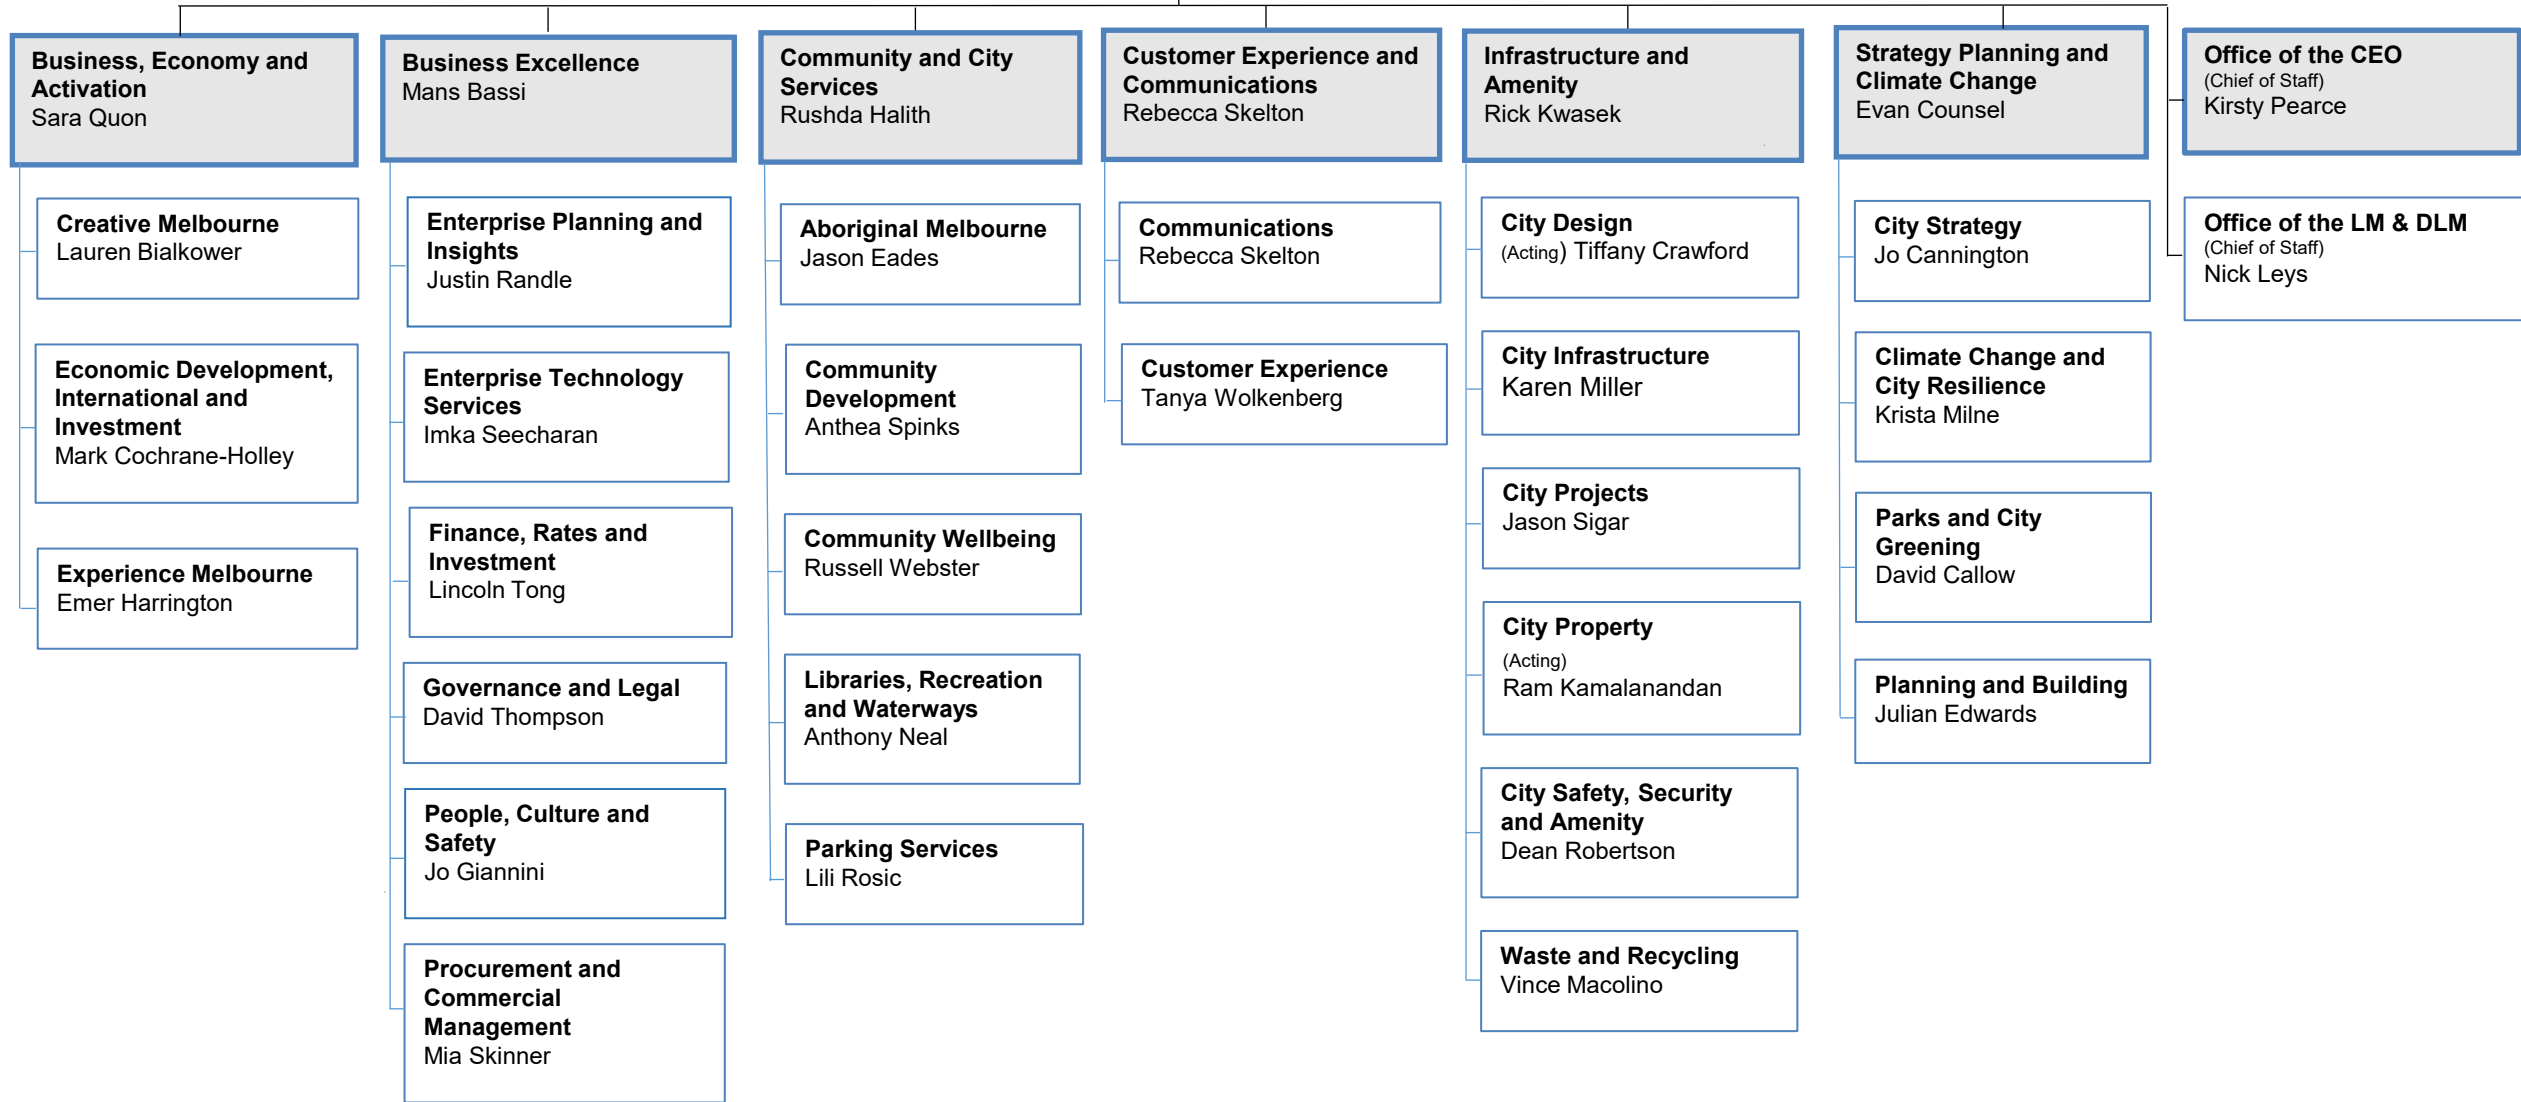 Business, Economy and
Activation
Sara Quon
Creative Melbourne
Lauren Bialkower
Economic Development,
International and
Investment
Mark Cochrane-Holley
Experience Melbourne
Emer Harrington
Business Excellence
Mans Bassi
Enterprise Planning and
Insights
Justin Randle
Enterprise Technology
Services
Imka Seecharan
Finance, Rates and
Investment
Lincoln Tong
Governance and Legal
David Thompson
People, Culture and
Safety
Jo Giannini
Procurement and
Commercial
Management
Mia Skinner
Community and City
Services
Rushda Halith
Aboriginal Melbourne
Jason Eades
Community
Development
Anthea Spinks
Community Wellbeing
Russell Webster
Libraries, Recreation
and Waterways
Anthony Neal
Parking Services
Lili Rosic
Customer Experience and
Communications
Rebecca Skelton
Communications
Rebecca Skelton
Customer Experience
Tanya Wolkenberg
Infrastructure and
Amenity
Rick Kwasek
City Design
(Acting) Tiffany Crawford
City Infrastructure
Karen Miller
City Projects
Jason Sigar
City Property
(Acting)
Ram Kamalanandan
City Safety, Security
and Amenity
Dean Robertson
Waste and Recycling
Vince Macolino
Strategy Planning and
Climate Change
Evan Counsel
City Strategy
Jo Cannington
Climate Change and
City Resilience
Krista Milne
Parks and City
Greening
David Callow
Planning and Building
Julian Edwards
Office of the CEO
(Chief of Staff)
Kirsty Pearce
Office of the LM & DLM
(Chief of Staff)
Nick Leys